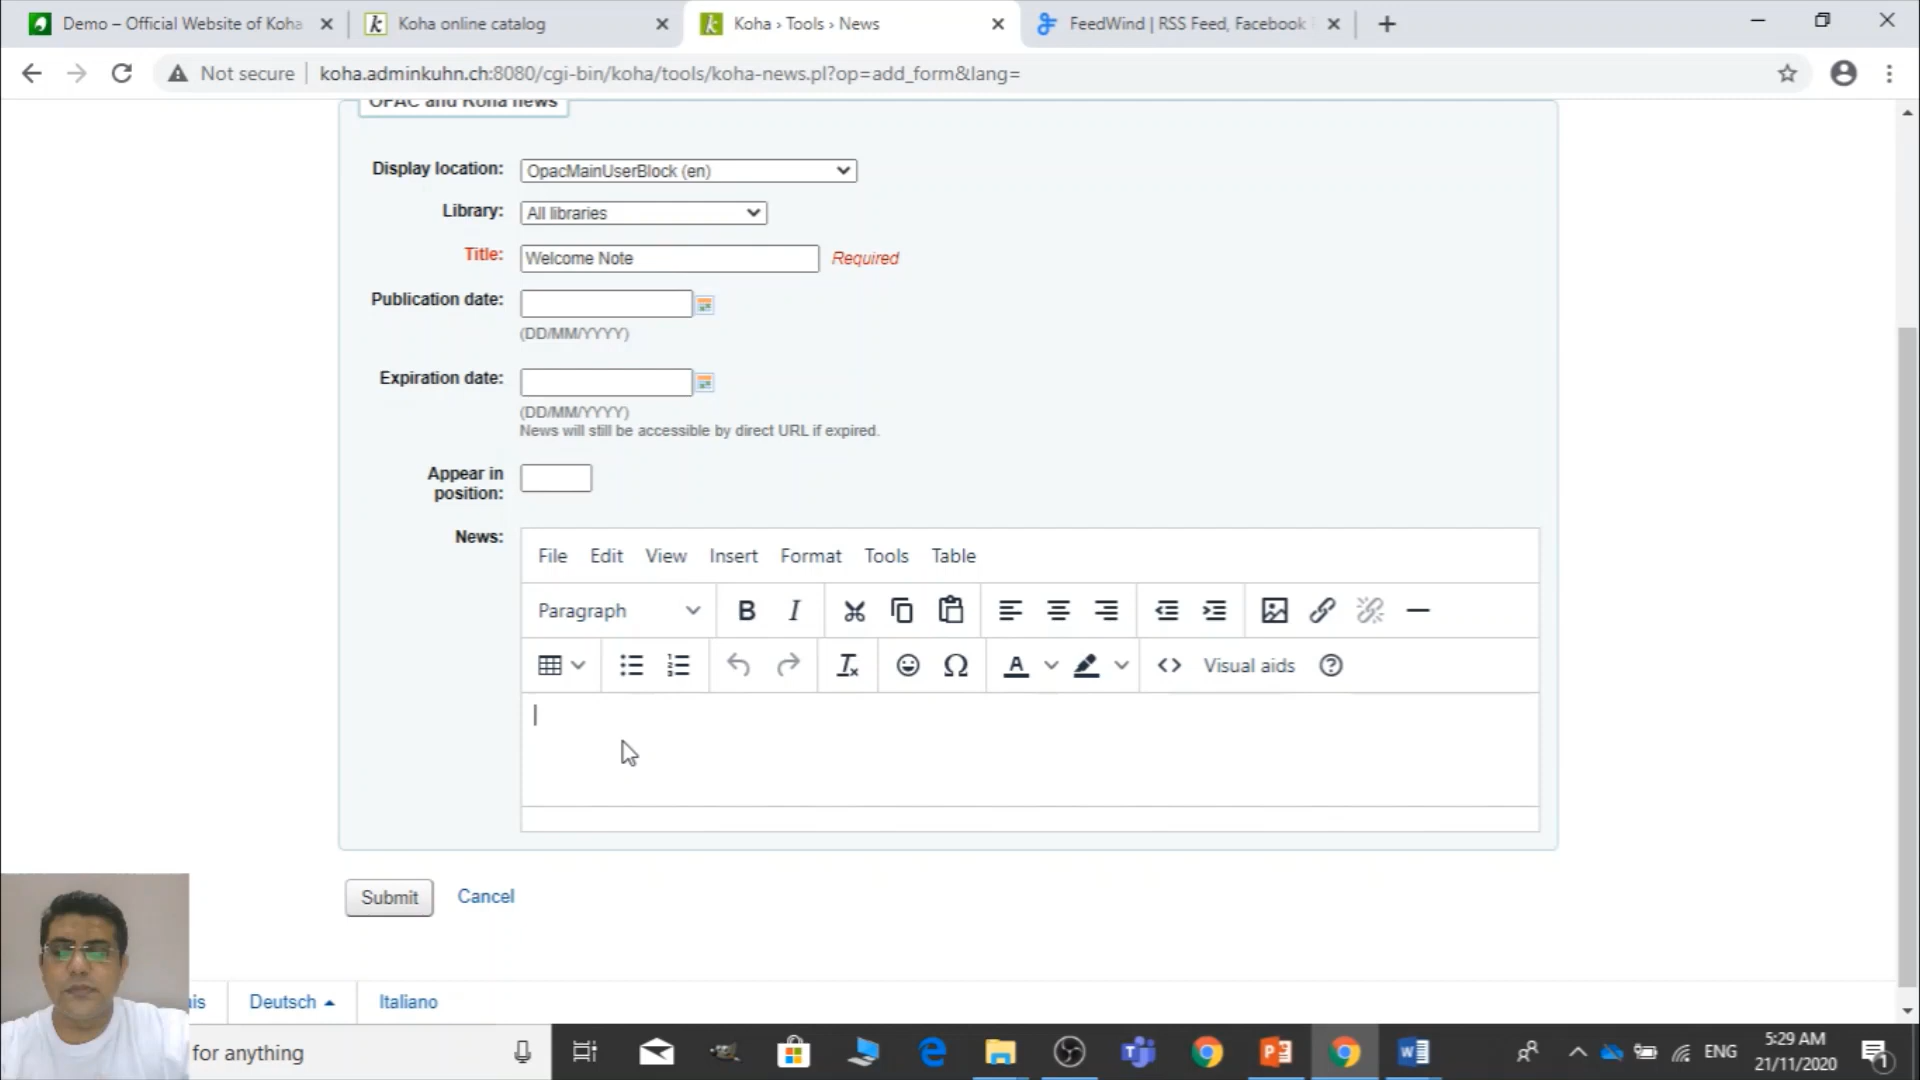 Demo – Official Website of Koha
Koha online catalog
Koha › Tools › News
FeedWind | RSS Feed, Facebook
Not secure
koha.adminkuhn.ch:8080/cgi-bin/koha/tools/koha-news.pl?op=add_form&lang=
OPAC and Koha news
Display location: OpacMainUserBlock (en)
Library: All libraries
Title: Welcome Note Required
Publication date:
(DD/MM/YYYY)
Expiration date:
(DD/MM/YYYY)
News will still be accessible by direct URL if expired.
Appear in
position:
News:
File Edit View Insert Format Tools Table
Paragraph
Visual aids
Submit Cancel
Deutsch Italiano
for anything
ENG
5:29 AM
21/11/2020
1